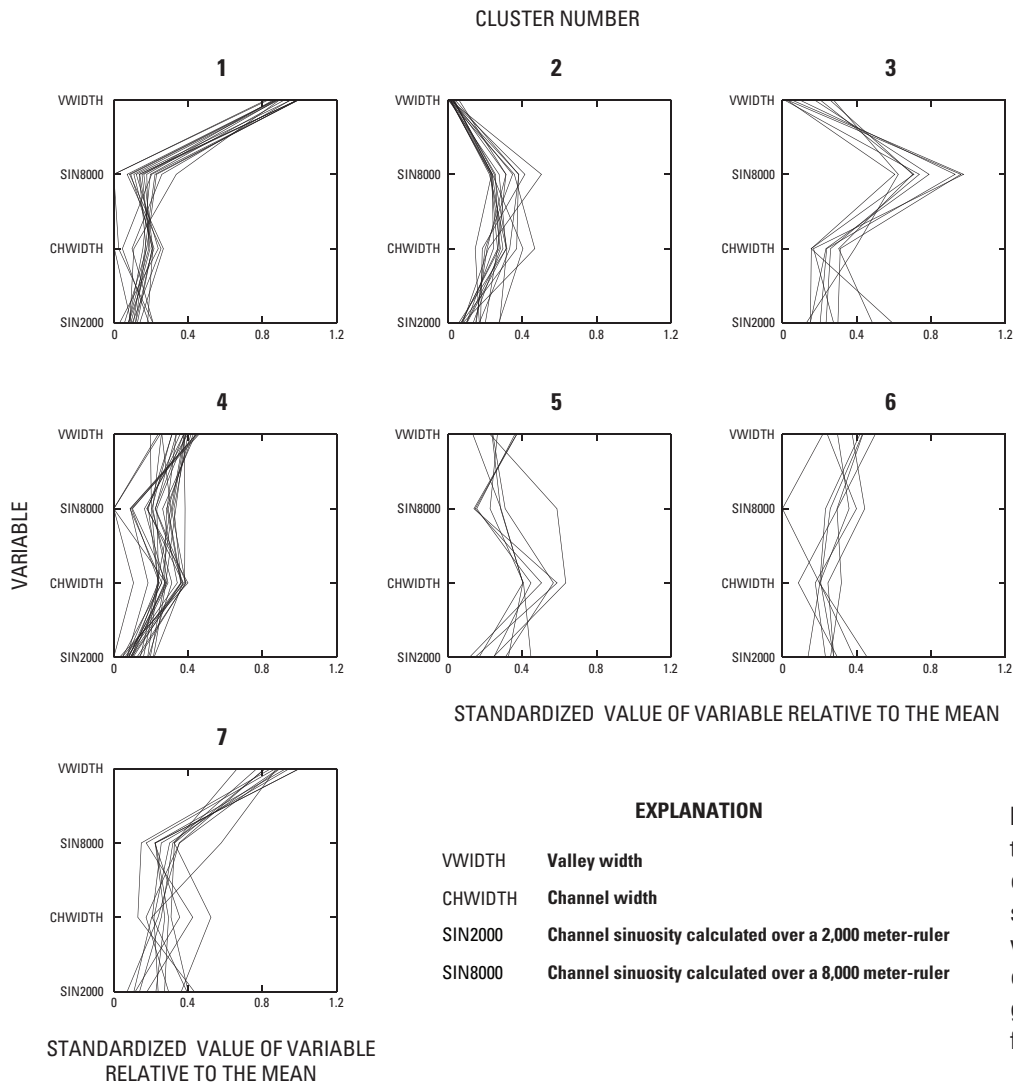 CLUSTER NUMBER
1
2
3
VWIDTH
SIN8000
CHWIDTH
SIN2000
0
0.4
0.8
1.2
VWIDTH
SIN8000
CHWIDTH
SIN2000
0
0.4
0.8
1.2
VWIDTH
SIN8000
CHWIDTH
SIN2000
0
0.4
0.8
1.2
VARIABLE
4
5
6
VWIDTH
SIN8000
CHWIDTH
SIN2000
0
0.4
0.8
1.2
VWIDTH
SIN8000
CHWIDTH
SIN2000
0
0.4
0.8
1.2
VWIDTH
SIN8000
CHWIDTH
SIN2000
0
0.4
0.8
1.2
STANDARDIZED VALUE OF VARIABLE RELATIVE TO THE MEAN
7
VWIDTH
SIN8000
CHWIDTH
SIN2000
0
0.4
0.8
1.2
STANDARDIZED VALUE OF VARIABLE
RELATIVE TO THE MEAN
EXPLANATION
VWIDTH Valley width
CHWIDTH Channel width
SIN2000 Channel sinuosity calculated over a 2,000 meter-ruler
SIN8000 Channel sinuosity calculated over a 8,000 meter-ruler